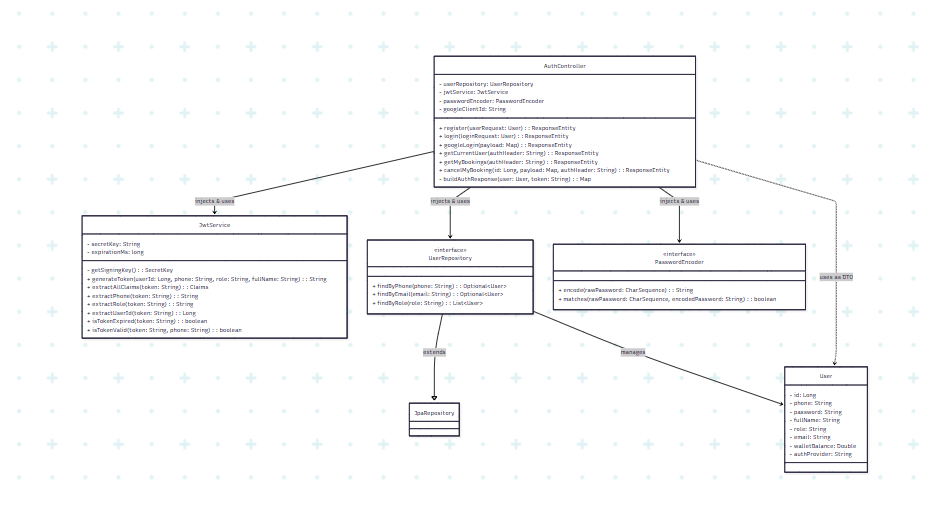 AuthController
- userRepository: UserRepository
- jwtService: JwtService
- passwordEncoder: PasswordEncoder
- googleClientId: String
+ register(userRequest: User) : : ResponseEntity
+ login(loginRequest: User) : : ResponseEntity
+ googleLogin(payload: Map) : : ResponseEntity
+ getCurrentUser(authHeader: String) : : ResponseEntity
+ getMyBookings(authHeader: String) : : ResponseEntity
+ cancelMyBooking(id: Long, payload: Map, authHeader: String) : : ResponseEntity
- buildAuthResponse(user: User, token: String) : : Map
injects & uses
injects & uses
injects & uses
JwtService
- secretKey: String
- expirationMs: long
- getSigningKey() : : SecretKey
+ generateToken(userId: Long, phone: String, role: String, fullName: String) : : String
+ extractAllClaims(token: String) : : Claims
+ extractPhone(token: String) : : String
+ extractRole(token: String) : : String
+ extractUserId(token: String) : : Long
+ isTokenExpired(token: String) : : boolean
+ isTokenValid(token: String, phone: String) : : boolean
«interface»
UserRepository
+ findByPhone(phone: String) : : Optional<User>
+ findByEmail(email: String) : : Optional<User>
+ findByRole(role: String) : : List<User>
«interface»
PasswordEncoder
+ encode(rawPassword: CharSequence) : : String
+ matches(rawPassword: CharSequence, encodedPassword: String) : : boolean
uses as DTO
extends
manages
JpaRepository
User
- id: Long
- phone: String
- password: String
- fullName: String
- role: String
- email: String
- walletBalance: Double
- authProvider: String